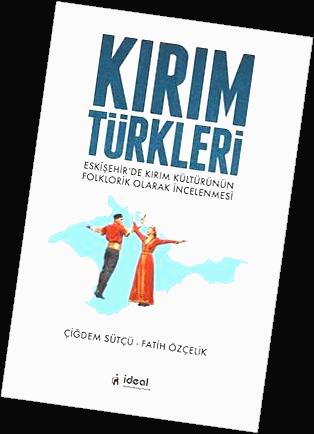 KIRIM
TÜRKLERİ
ESKİŞEHİR'DE KIRIM KÜLTÜRÜNÜN
FOLKLORİK OLARAK İNCELENMESİ
ÇİĞDEM SÜTÇÜ - FATİH ÖZÇELİK
ideal